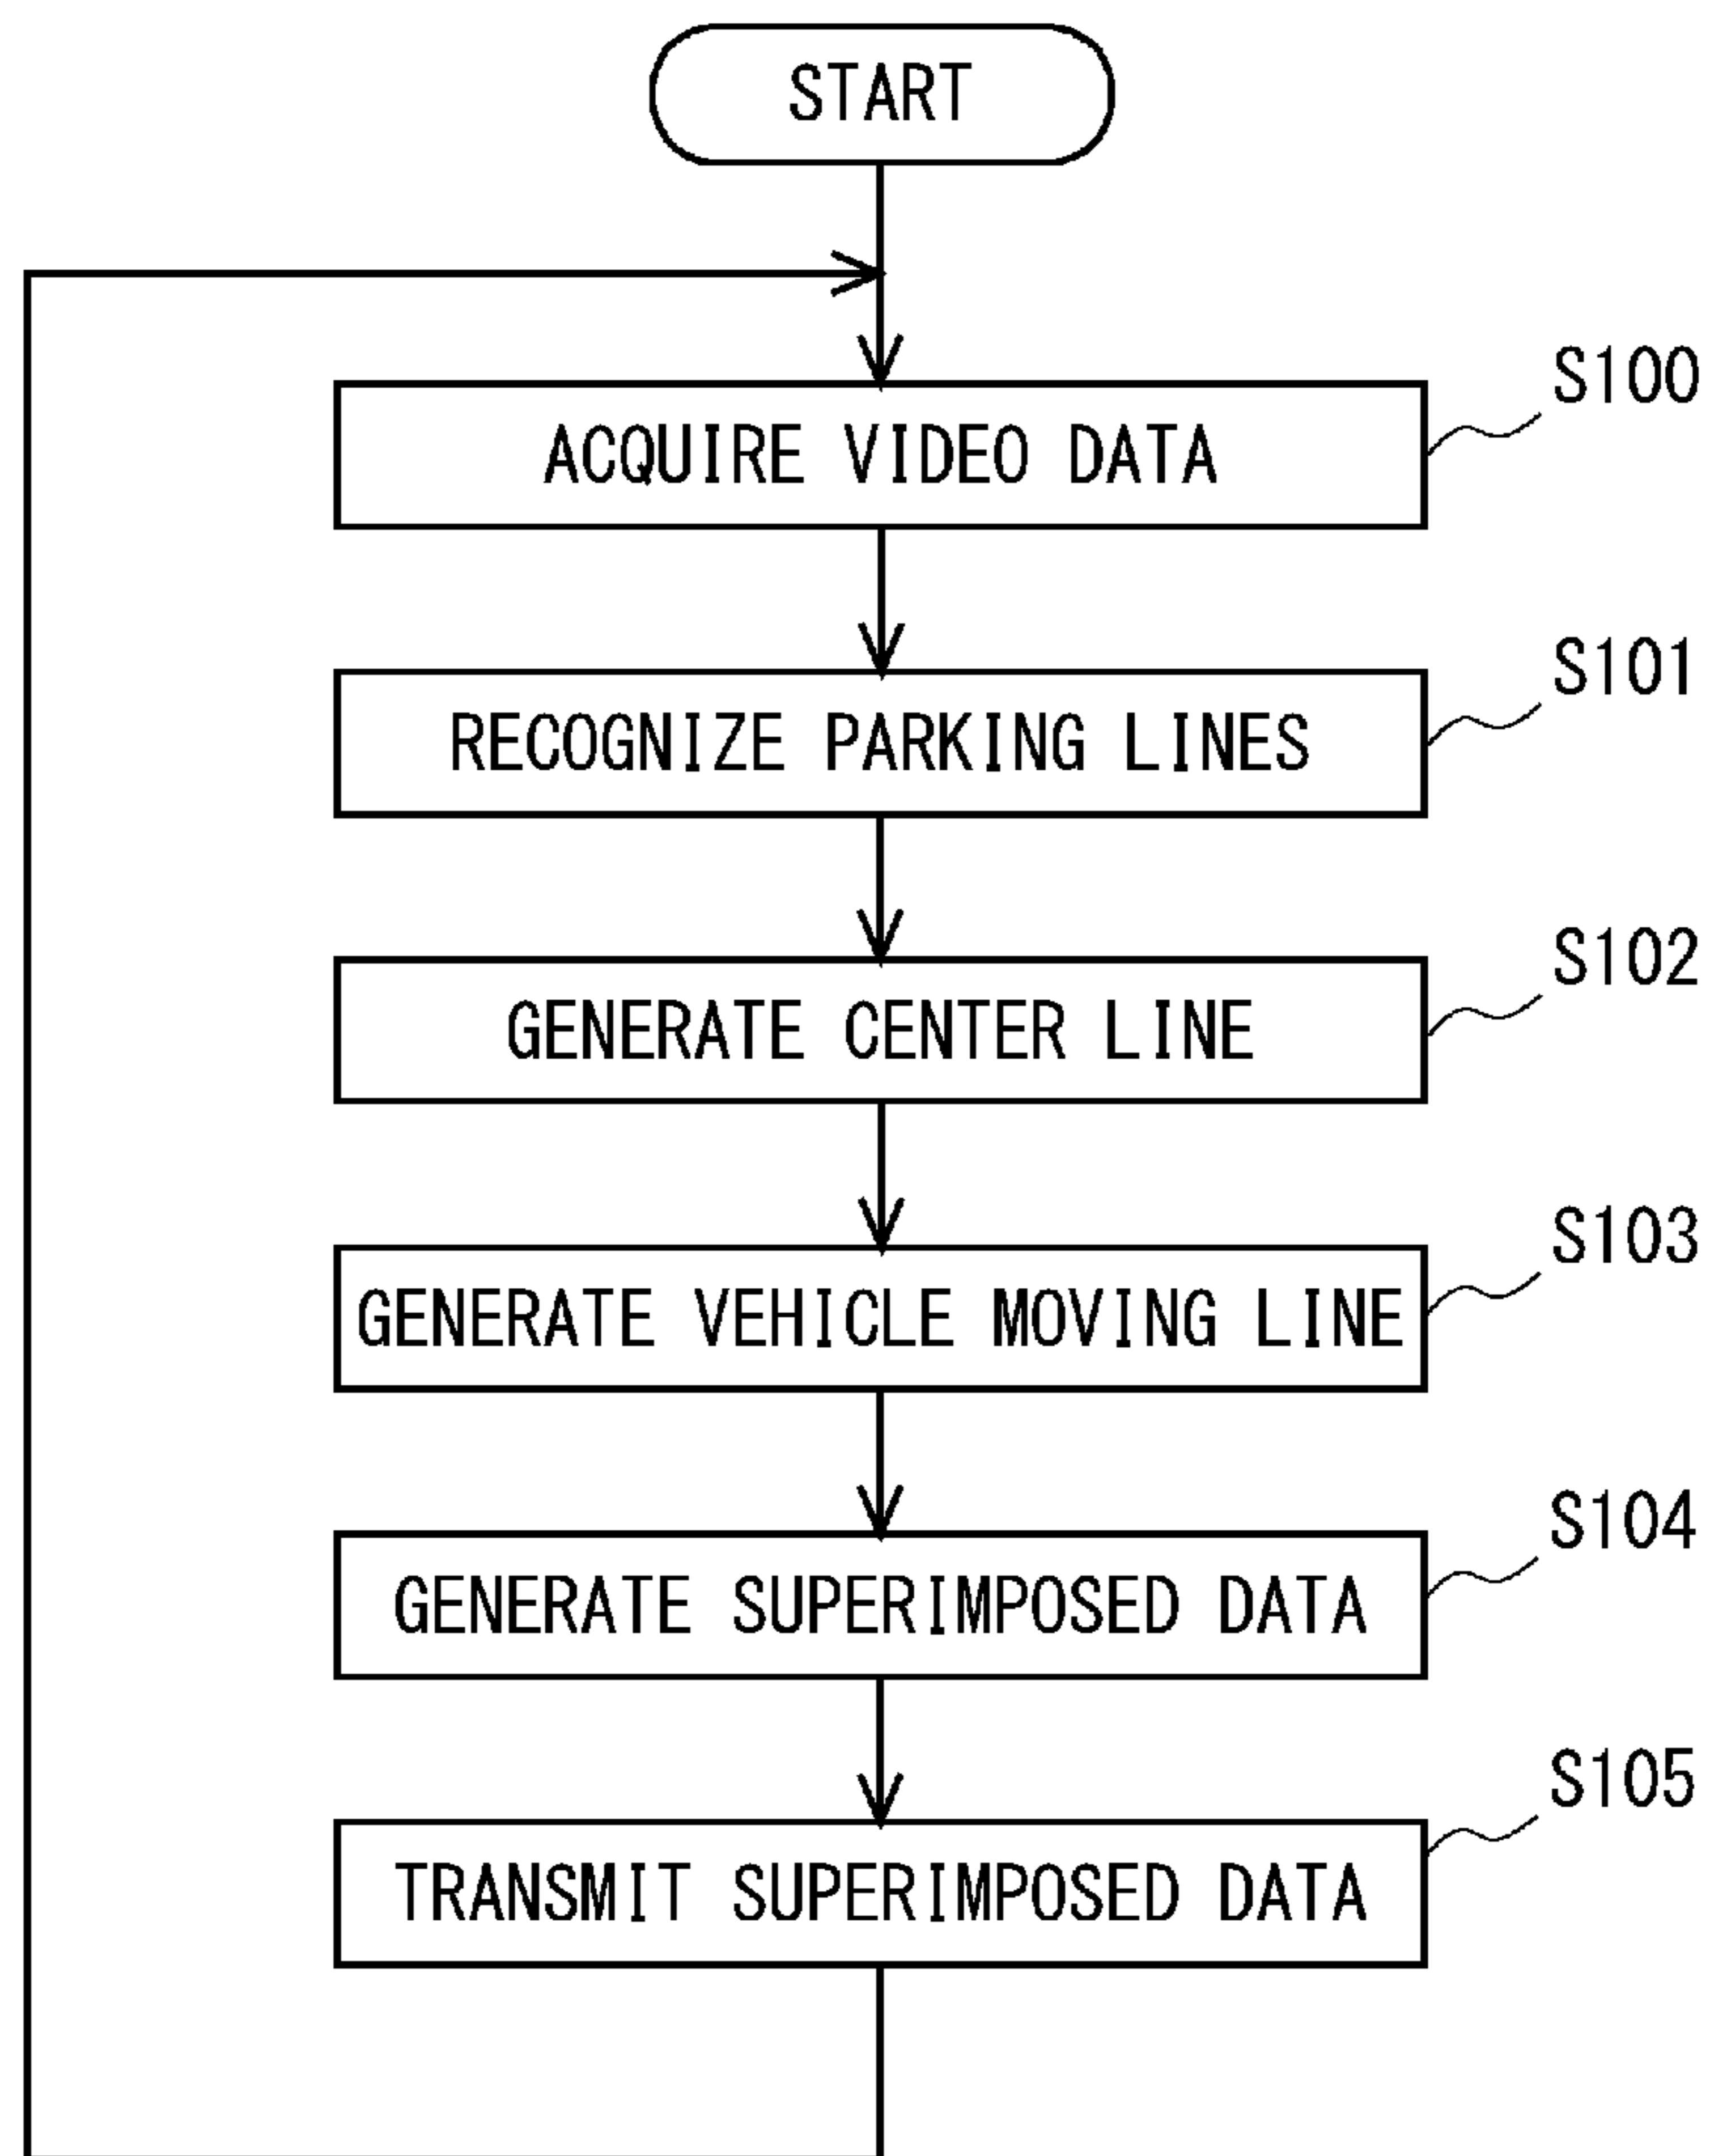 START
S100
ACQUIRE VIDEO DATA
S101
RECOGNIZE PARKING LINES
S102
GENERATE CENTER LINE
S103
GENERATE VEHICLE MOVING LINE
S104
GENERATE SUPERIMPOSED DATA
S105
TRANSMIT SUPERIMPOSED DATA